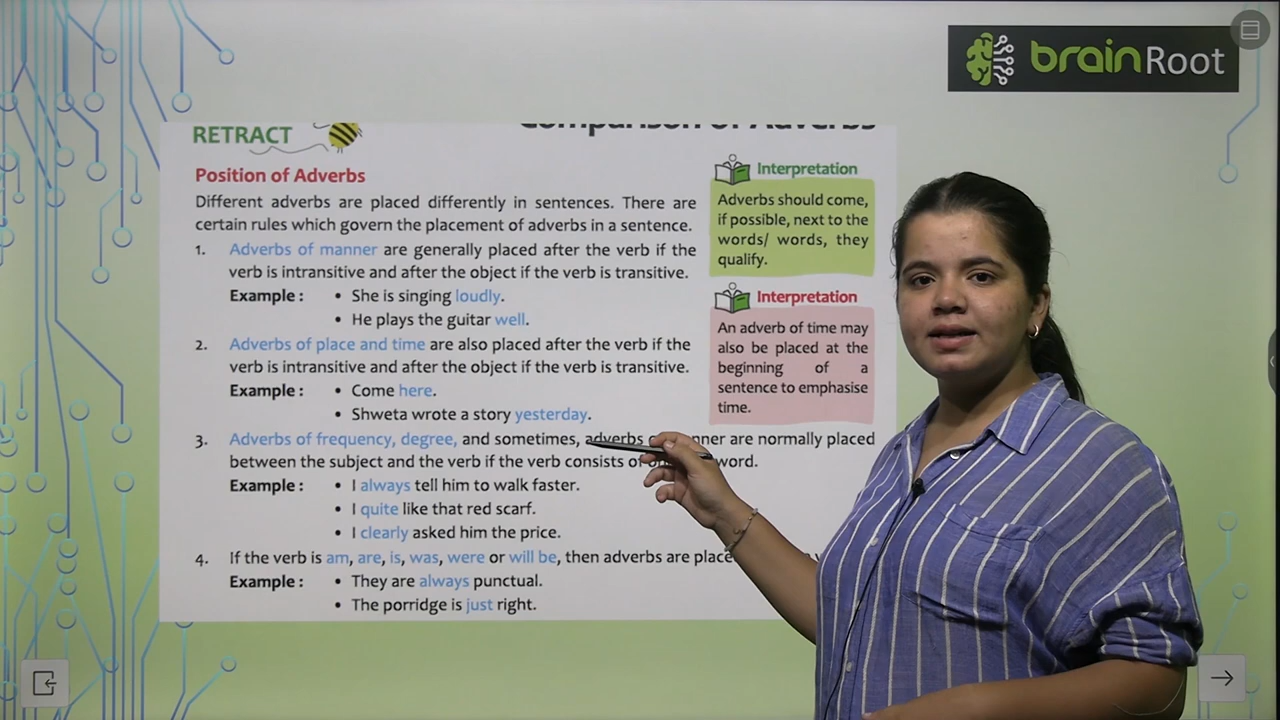 brainRoot
Comparison of Adverbs
RETRACT
Position of Adverbs
Different adverbs are placed differently in sentences. There are
certain rules which govern the placement of adverbs in a sentence.
1. Adverbs of manner are generally placed after the verb if the
verb is intransitive and after the object if the verb is transitive.
Example : • She is singing loudly.
• He plays the guitar well.
2. Adverbs of place and time are also placed after the verb if the
verb is intransitive and after the object if the verb is transitive.
Example : • Come here.
• Shweta wrote a story yesterday.
Interpretation
Adverbs should come,
if possible, next to the
words/ words, they
qualify.
Interpretation
An adverb of time may
also be placed at the
beginning of a
sentence to emphasise
time.
3. Adverbs of frequency, degree, and sometimes, adverbs are normally placed
between the subject and the verb if the verb consists of word.
Example : • I always tell him to walk faster.
• I quite like that red scarf.
• I clearly asked him the price.
4. If the verb is am, are, is, was, were or will be, then adverbs are
Example : • They are always punctual.
• The porridge is just right.